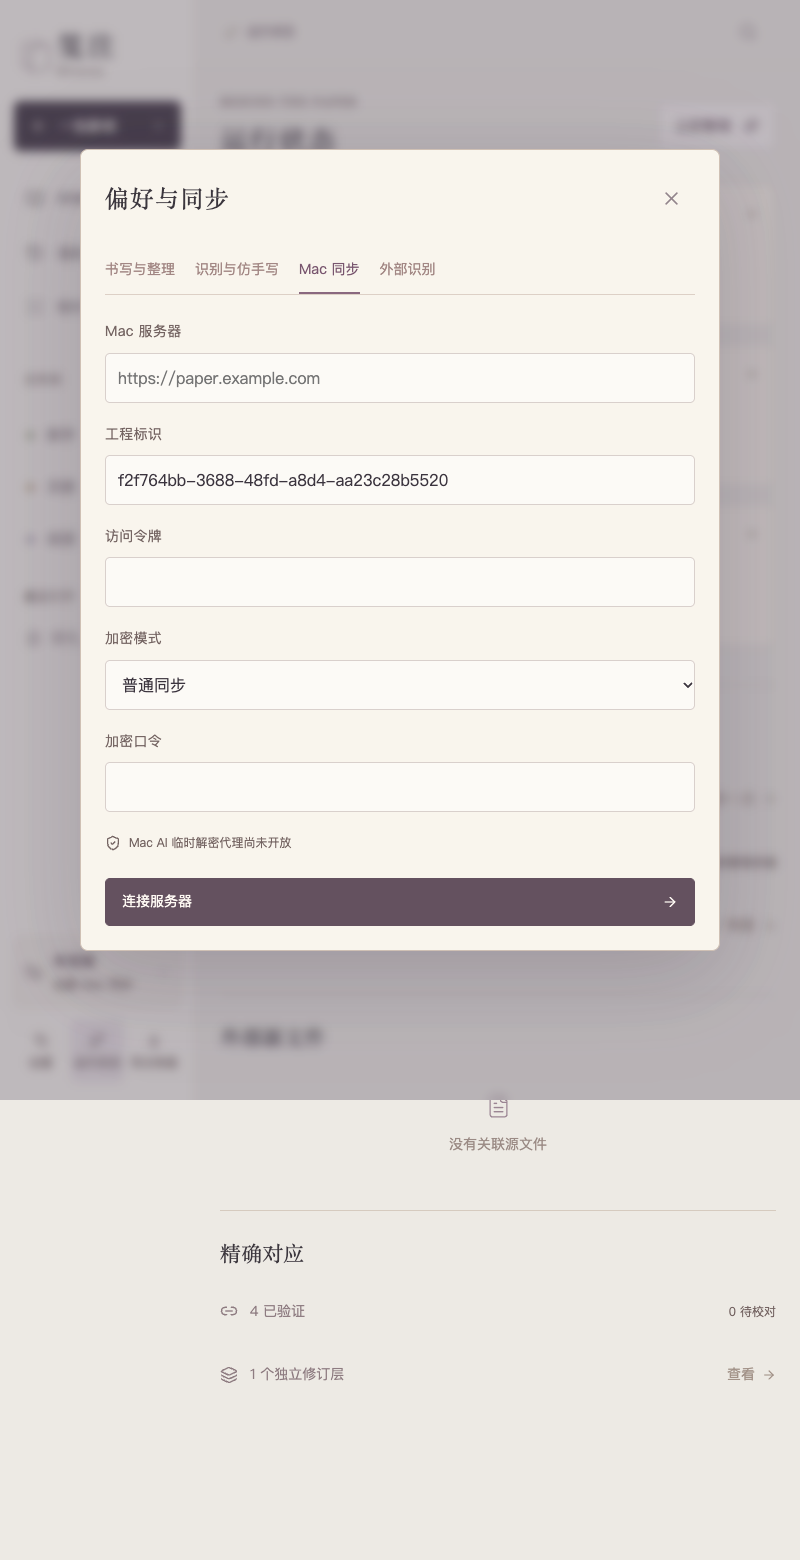 偏好与同步
书写与整理 识别与仿手写 Mac 同步 外部识别
Mac 服务器
https://paper.example.com
工程标识
f2f764bb-3688-48fd-a8d4-aa23c28b5520
访问令牌
加密模式
普通同步
加密口令
Mac AI 临时解密代理尚未开放
连接服务器
没有关联源文件
精确对应
4 已验证 0 待校对
1 个独立修订层 查看